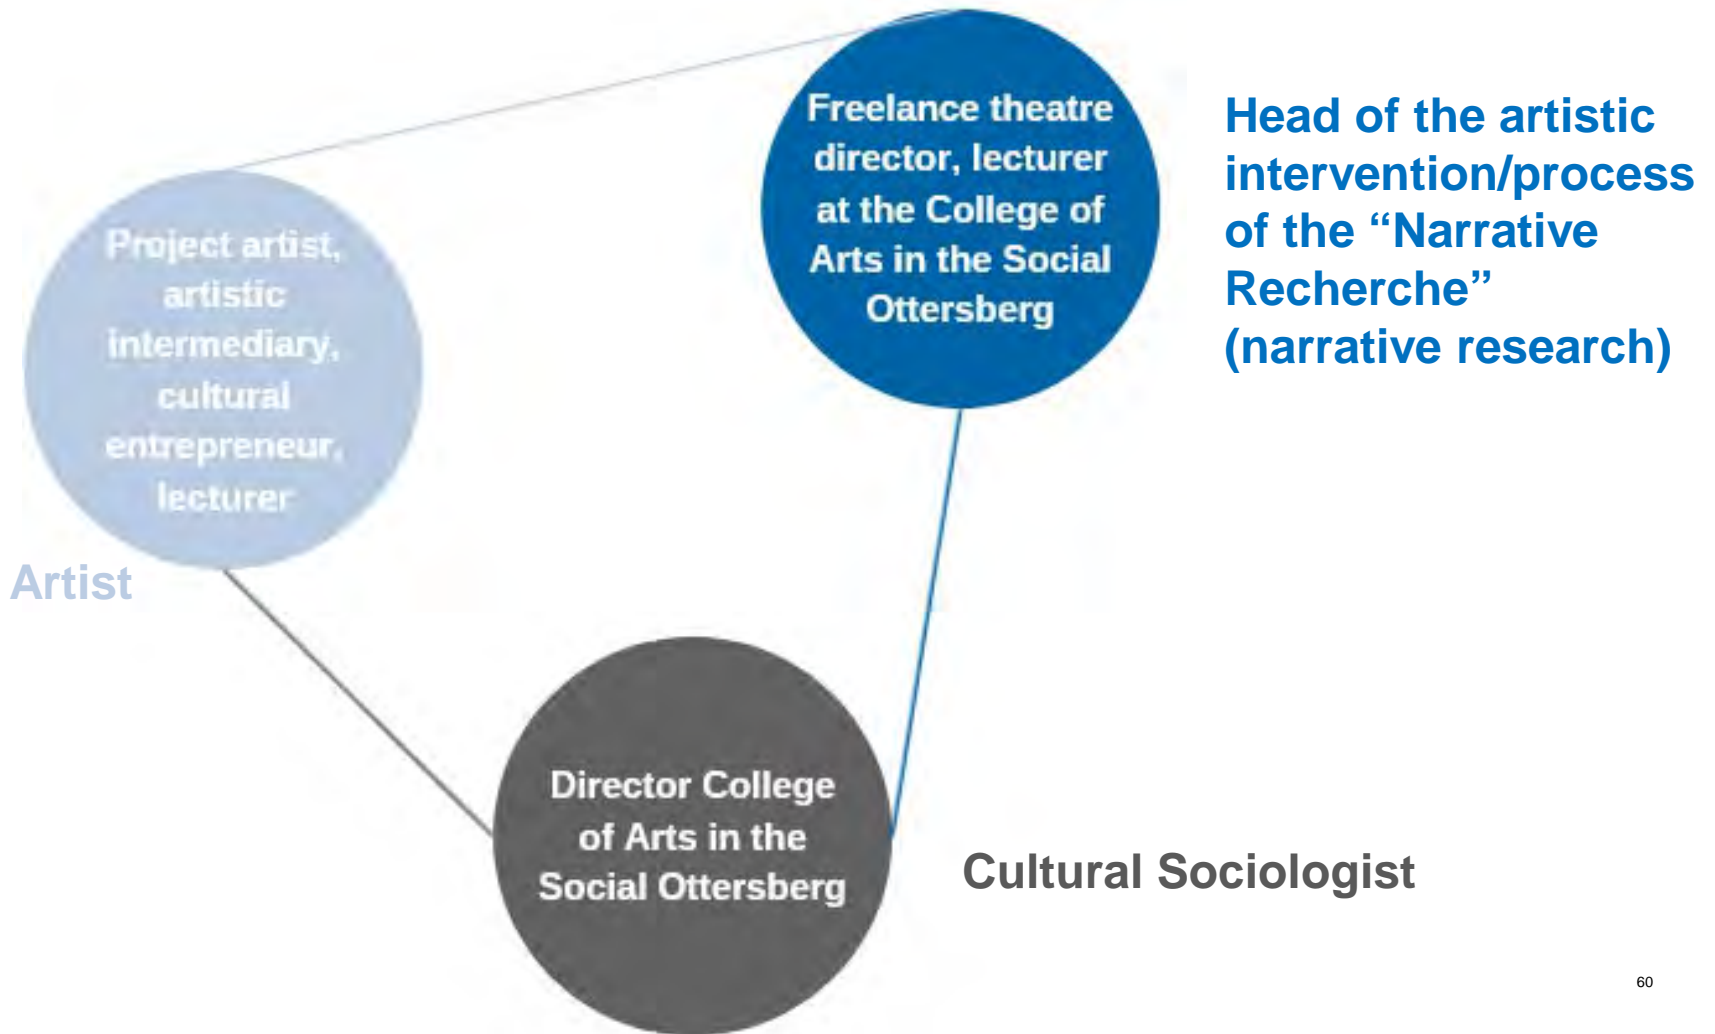 Project artist,
artistic
intermediary,
cultural
entrepreneur,
lecturer
Artist
Freelance theatre
director, lecturer
at the College of
Arts in the Social
Ottersberg
Head of the artistic
intervention/process
of the “Narrative
Recherche”
(narrative research)
Director College
of Arts in the
Social Ottersberg
Cultural Sociologist
60